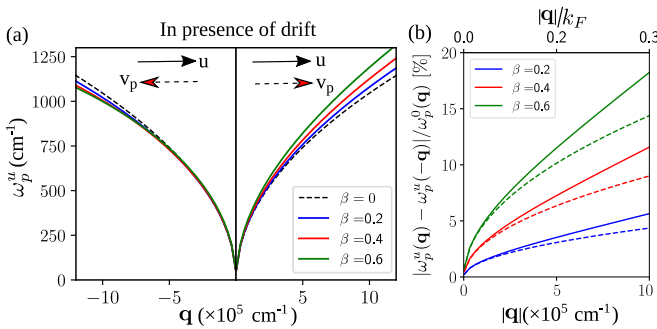 (a)
In presence of drift
u
v_p
u
v_p
1250
1000
750
500
250
0
ω_p^u (cm⁻¹)
β = 0
β = 0.2
β = 0.4
β = 0.6
−10 −5 0 5 10
q (×10⁵ cm⁻¹)
(b)
|q|/k_F
0.0 0.2 0.3
20
15
10
5
0
|ω_p^u(q) − ω_p^u(−q)|/ω_p^0(q) [%]
β = 0.2
β = 0.4
β = 0.6
0 5 10
|q|(×10⁵ cm⁻¹)